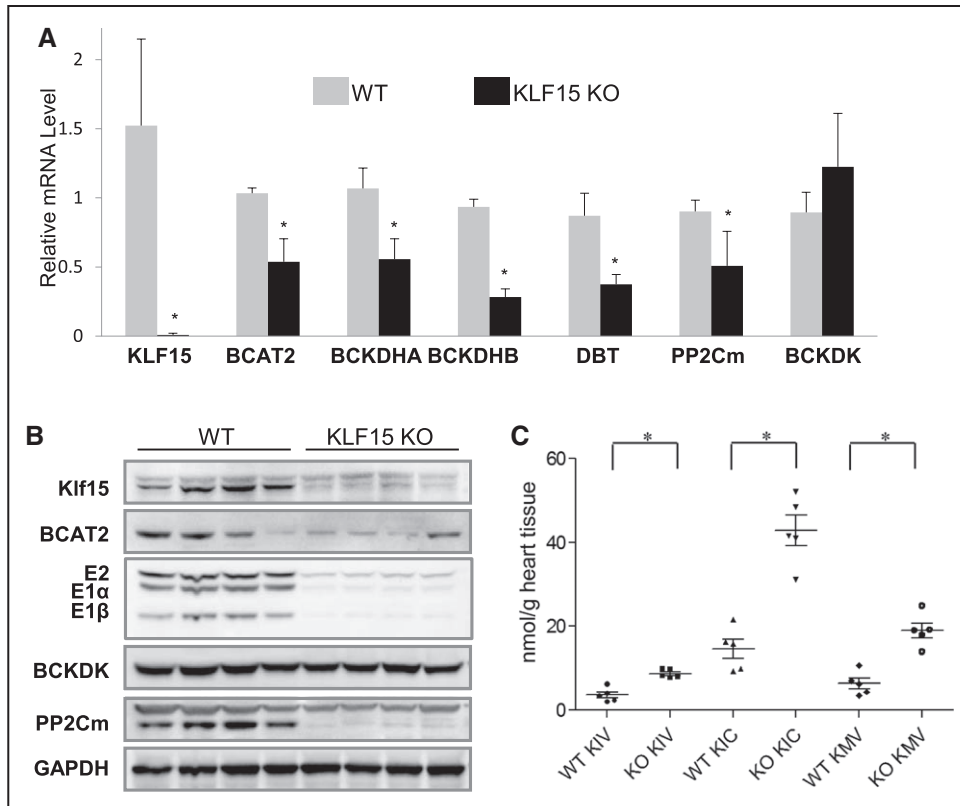 A
Relative mRNA Level
2
1.5
1
0.5
0
WT
KLF15 KO
*
*
*
*
*
*
KLF15 BCAT2 BCKDHA BCKDHB DBT PP2Cm BCKDK
B
WT KLF15 KO
Klf15
BCAT2
E2
E1α
E1β
BCKDK
PP2Cm
GAPDH
C
nmol/g heart tissue
60
40
20
0
* * *
WT KIV KO KIV WT KIC KO KIC WT KMV KO KMV